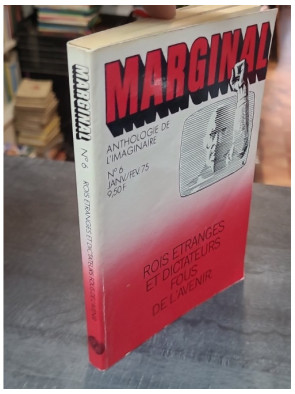 MARGINAL
ANTHOLOGIE DE
L'IMAGINAIRE
N° 6
JANV/FEV. 75
9,50 F
ROIS ETRANGES
ET DICTATEURS
FOUS
DE L'AVENIR
MARGINAL N° 6 ROIS ETRANGES ET DICTATEURS FOUS DE L'AVENIR